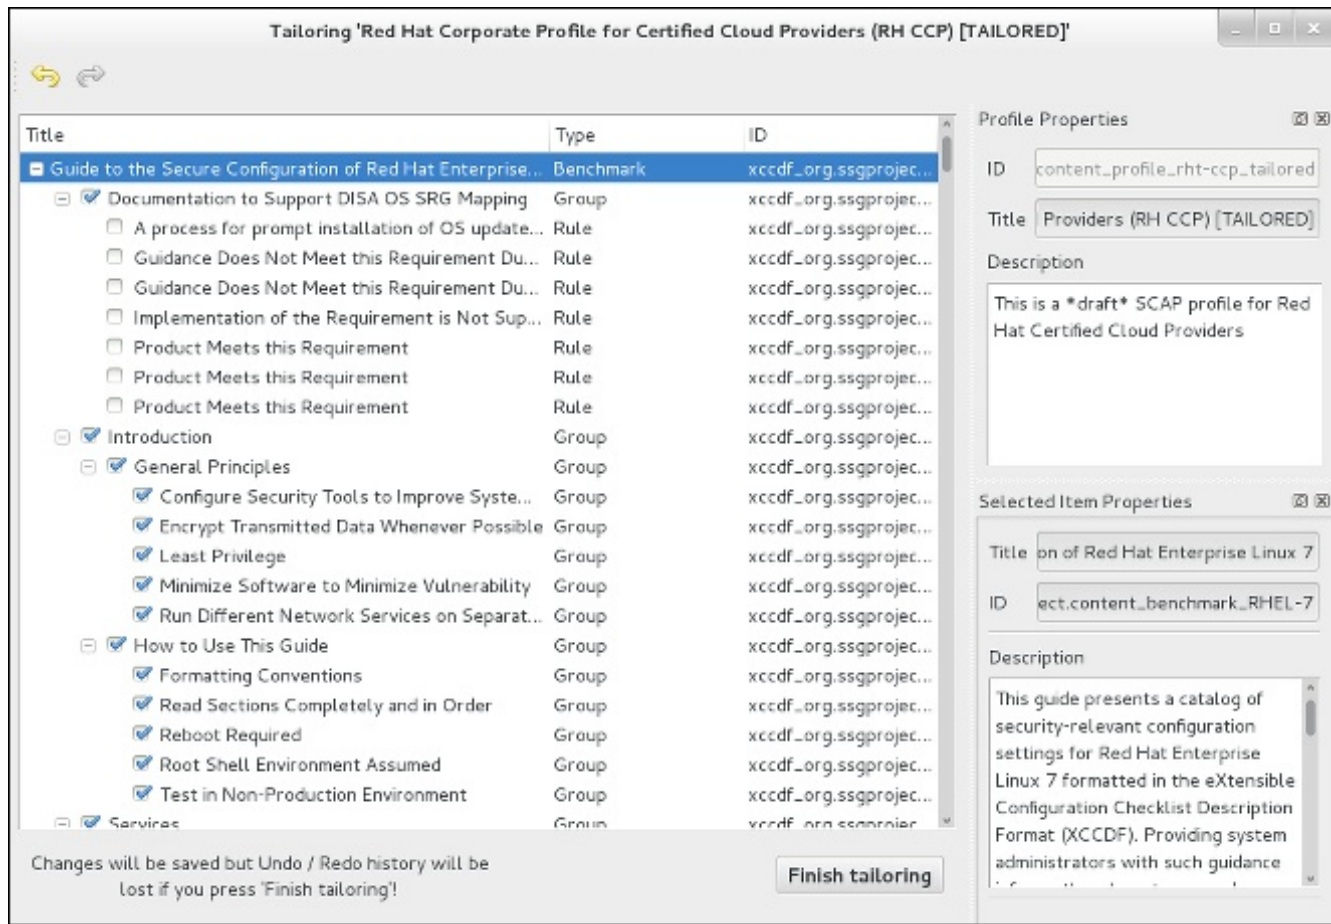 Tailoring 'Red Hat Corporate Profile for Certified Cloud Providers (RH CCP) [TAILORED]'
Title Type ID
Guide to the Secure Configuration of Red Hat Enterprise... Benchmark xccdf_org.ssgprojec...
Documentation to Support DISA OS SRG Mapping Group xccdf_org.ssgprojec...
A process for prompt installation of OS update... Rule xccdf_org.ssgprojec...
Guidance Does Not Meet this Requirement Du... Rule xccdf_org.ssgprojec...
Guidance Does Not Meet this Requirement Du... Rule xccdf_org.ssgprojec...
Implementation of the Requirement is Not Sup... Rule xccdf_org.ssgprojec...
Product Meets this Requirement Rule xccdf_org.ssgprojec...
Product Meets this Requirement Rule xccdf_org.ssgprojec...
Product Meets this Requirement Rule xccdf_org.ssgprojec...
Introduction Group xccdf_org.ssgprojec...
General Principles Group xccdf_org.ssgprojec...
Configure Security Tools to Improve Syste... Group xccdf_org.ssgprojec...
Encrypt Transmitted Data Whenever Possible Group xccdf_org.ssgprojec...
Least Privilege Group xccdf_org.ssgprojec...
Minimize Software to Minimize Vulnerability Group xccdf_org.ssgprojec...
Run Different Network Services on Separat... Group xccdf_org.ssgprojec...
How to Use This Guide Group xccdf_org.ssgprojec...
Formatting Conventions Group xccdf_org.ssgprojec...
Read Sections Completely and in Order Group xccdf_org.ssgprojec...
Reboot Required Group xccdf_org.ssgprojec...
Root Shell Environment Assumed Group xccdf_org.ssgprojec...
Test in Non-Production Environment Group xccdf_org.ssgprojec...
Services Group xccdf_org.ssgprojec...
Changes will be saved but Undo / Redo history will be
lost if you press 'Finish tailoring'!
Finish tailoring
Profile Properties
ID content_profile_rht-ccp_tailored
Title Providers (RH CCP) [TAILORED]
Description
This is a *draft* SCAP profile for Red
Hat Certified Cloud Providers
Selected Item Properties
Title on of Red Hat Enterprise Linux 7
ID ect.content_benchmark_RHEL-7
Description
This guide presents a catalog of
security-relevant configuration
settings for Red Hat Enterprise
Linux 7 formatted in the eXtensible
Configuration Checklist Description
Format (XCCDF). Providing system
administrators with such guidance